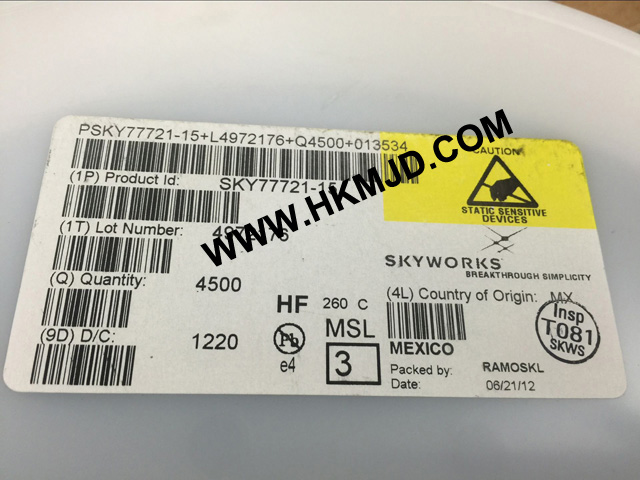 PSKY77721-15+L4972176+Q4500+013534
(1P) Product Id: SKY77721-15
(1T) Lot Number: 4972176
(Q) Quantity: 4500
(9D) D/C: 1220
HF 260 C
Pb
e4
MSL
3
CAUTION
STATIC SENSITIVE
DEVICES
SKYWORKS
BREAKTHROUGH SIMPLICITY
(4L) Country of Origin: MX
MEXICO
Insp
T081
SKWS
Packed by: RAMOSKL
Date: 06/21/12
WWW.HKMJD.COM